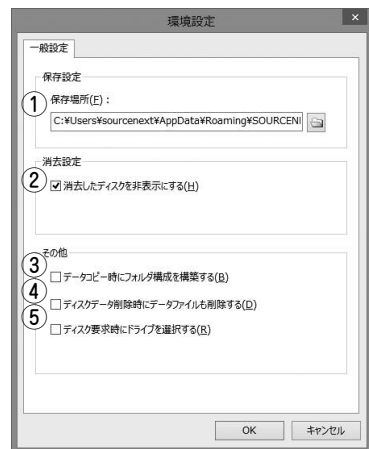 環境設定
×
一般設定
保存設定
① 保存場所(F)：
C:¥Users¥sourcenext¥AppData¥Roaming¥SOURCENI
消去設定
② 消去したディスクを非表示にする(H)
その他
③ データコピー時にフォルダ構成を構築する(B)
④ ディスクデータ削除時にデータファイルも削除する(D)
⑤ ディスク要求時にドライブを選択する(R)
OK キャンセル